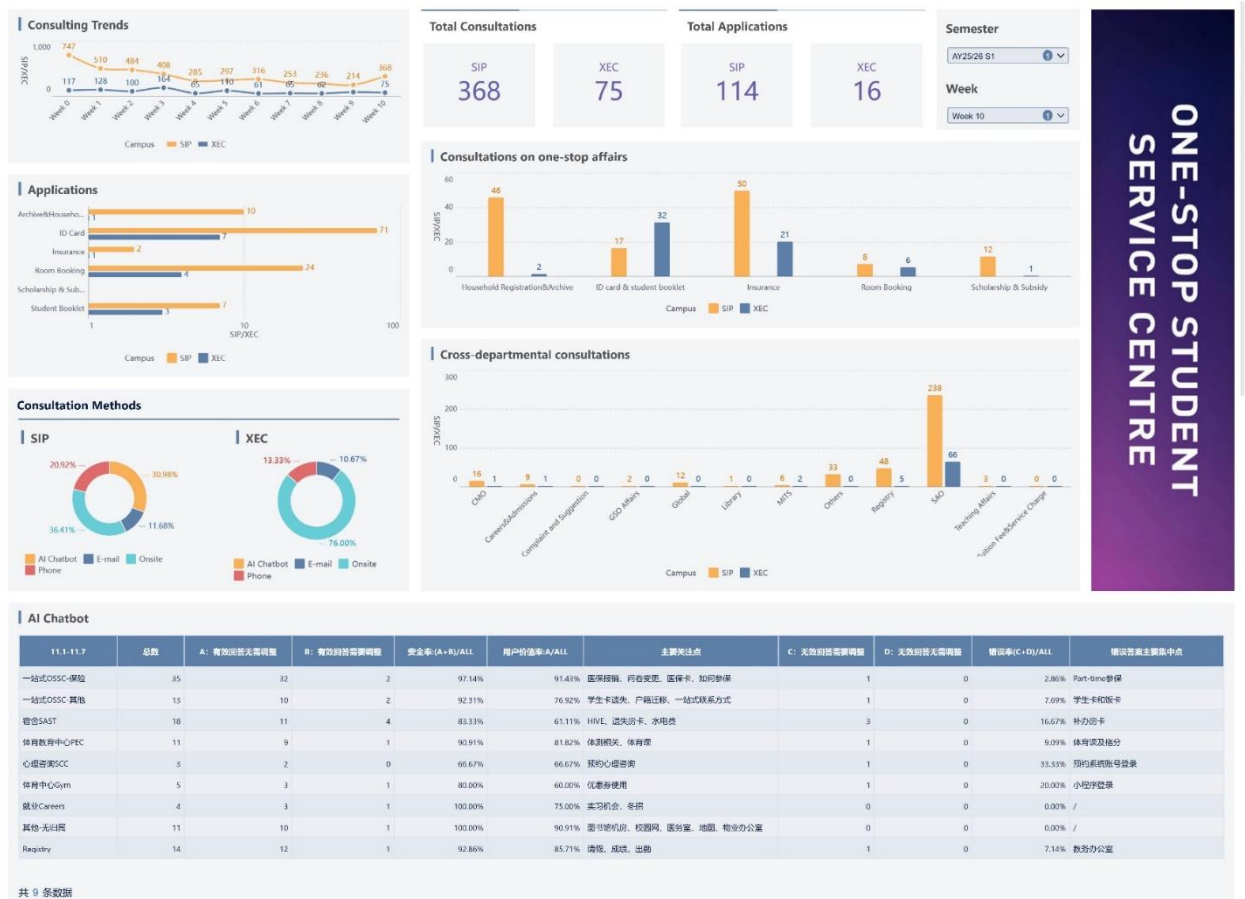 Consulting Trends
1,000
0
SIP/XEC
747
510
484
408
285
297
316
253
236
214
368
117
128
100
164
65
110
61
65
62
75
Week 0
Week 1
Week 2
Week 3
Week 4
Week 5
Week 6
Week 7
Week 8
Week 9
Week 10
Campus SIP XEC
Total Consultations
SIP
368
XEC
75
Total Applications
SIP
114
XEC
16
Semester
AY25/26 S1 1
Week
Week 10 1
ONE-STOP STUDENT
SERVICE CENTRE
Applications
Archive&Househo... 10 1
ID Card 71 7
Insurance 2 1
Room Booking 24 4
Scholarship & Sub...
Student Booklet 7 3
1 10 100
SIP/XEC
Campus SIP XEC
Consultations on one-stop affairs
60
40
20
0
SIP/XEC
46 2
17 32
50 21
8 6
12 1
Household Registration&Archive
ID card & student booklet
Insurance
Room Booking
Scholarship & Subsidy
Campus SIP XEC
Cross-departmental consultations
300
200
100
0
SIP/XEC
16 1
9 1
0 0
2 0
12 0
1 0
6 2
33 0
48 5
238 66
3 0
0 0
CMO
Careers&Admissions
Complaint and Suggestion
GSO Affairs
Global
Library
MITS
Others
Registry
SAO
Teaching Affairs
Campus SIP XEC
Consultation Methods
SIP
20.92%
30.98%
36.41%
11.68%
AI Chatbot E-mail Onsite
Phone
XEC
13.33%
10.67%
76.00%
AI Chatbot E-mail Onsite
Phone
AI Chatbot
11.1-11.7 总数 A：有效回答无需调整 B：有效回答需要调整 安全率:(A+B)/ALL 用户价值率:A/ALL 主要关注点 C：无效回答需要调整 D：无效回答无需调整 错误率(C+D)/ALL 错误答案主要集中点
一站式OSSC-保险 35 32 2 97.14% 91.43% 医保报销、问卷变更、医保卡、如何参保 1 0 2.86% Part-time参保
一站式OSSC-其他 13 10 2 92.31% 76.92% 学生卡遗失、户籍迁移、一站式联系方式 1 0 7.69% 学生卡和饭卡
宿舍SAST 18 11 4 83.33% 61.11% HIVE、遗失房卡、水电费 3 0 16.67% 补办房卡
体育教育中心PEC 11 9 1 90.91% 81.82% 体测相关、体育课 1 0 9.09% 体育课及格分
心理咨询SCC 3 2 0 66.67% 66.67% 预约心理咨询 1 0 33.33% 预约系统账号登录
体育中心Gym 5 3 1 80.00% 60.00% 优惠券使用 1 0 20.00% 小程序登录
就业Careers 4 3 1 100.00% 75.00% 实习机会、冬招 0 0 0.00% /
其他-无归属 11 10 1 100.00% 90.91% 图书馆机房、校园网、医务室、地图、物业办公室 0 0 0.00% /
Registry 14 12 1 92.86% 85.71% 请假、成绩、出勤 1 0 7.14% 教务办公室
共 9 条数据